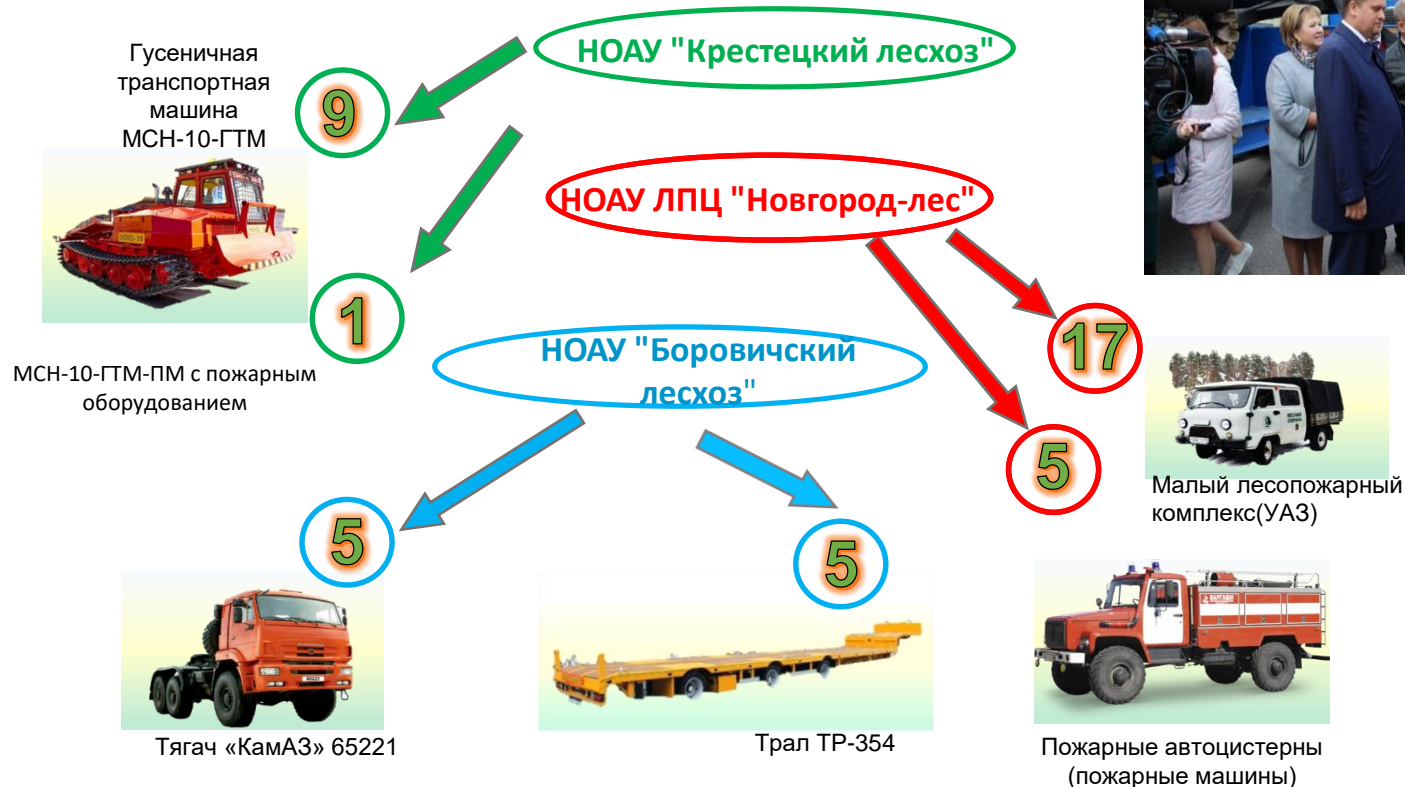 НОАУ "Крестецкий лесхоз"
Гусеничная
транспортная
машина
МСН-10-ГТМ
9
НОАУ ЛПЦ "Новгород-лес"
1
17
НОАУ "Боровичский
лесхоз"
МСН-10-ГТМ-ПМ с пожарным
оборудованием
5
Малый лесопожарный
комплекс(УАЗ)
5
5
65221
ВАРГАШИ
Тягач «КамАЗ» 65221
Трал ТР-354
Пожарные автоцистерны
(пожарные машины)